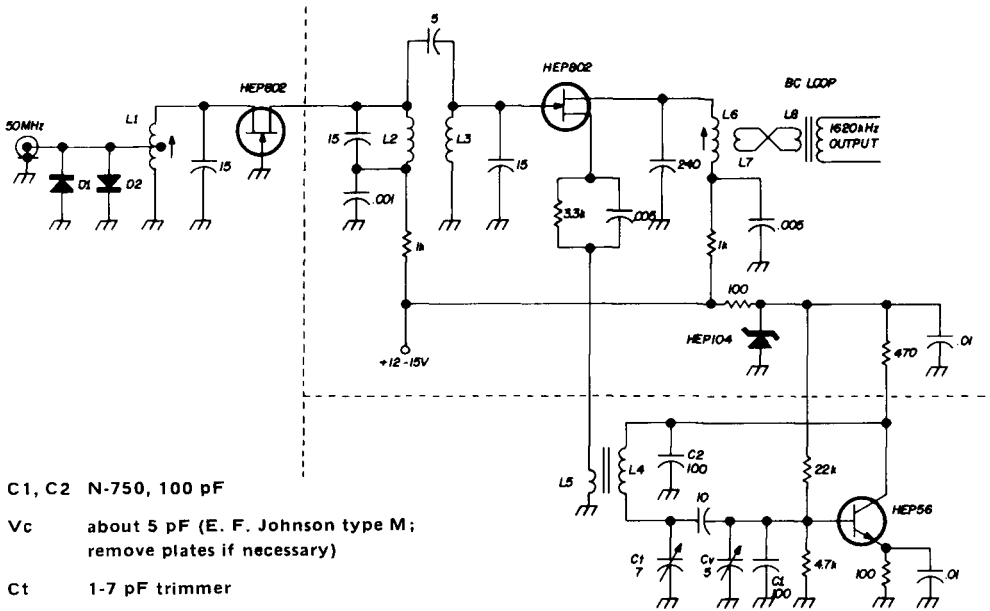 5
HEP802
BC LOOP
50MHz
L1
HEP802
15
L2
L3
L6
L8
1620kHz
OUTPUT
L7
D1
D2
15
.001
15
240
3.3k
.005
.005
1k
1k
100
+12-15V
HEP104
470
.01
L5
L4
C2
100
22k
10
HEP56
Ct
7
Cv
5
C1
100
4.7k
100
.01
C1, C2 N-750, 100 pF
Vc about 5 pF (E. F. Johnson type M;
remove plates if necessary)
Ct 1-7 pF trimmer